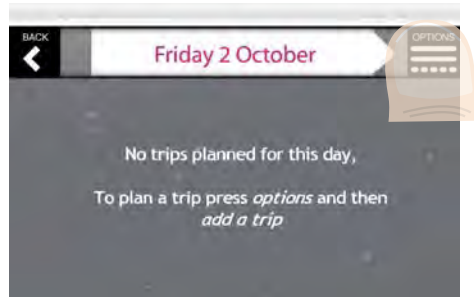 BACK
Friday 2 October
OPTIONS
No trips planned for this day,
To plan a trip press options and then
add a trip